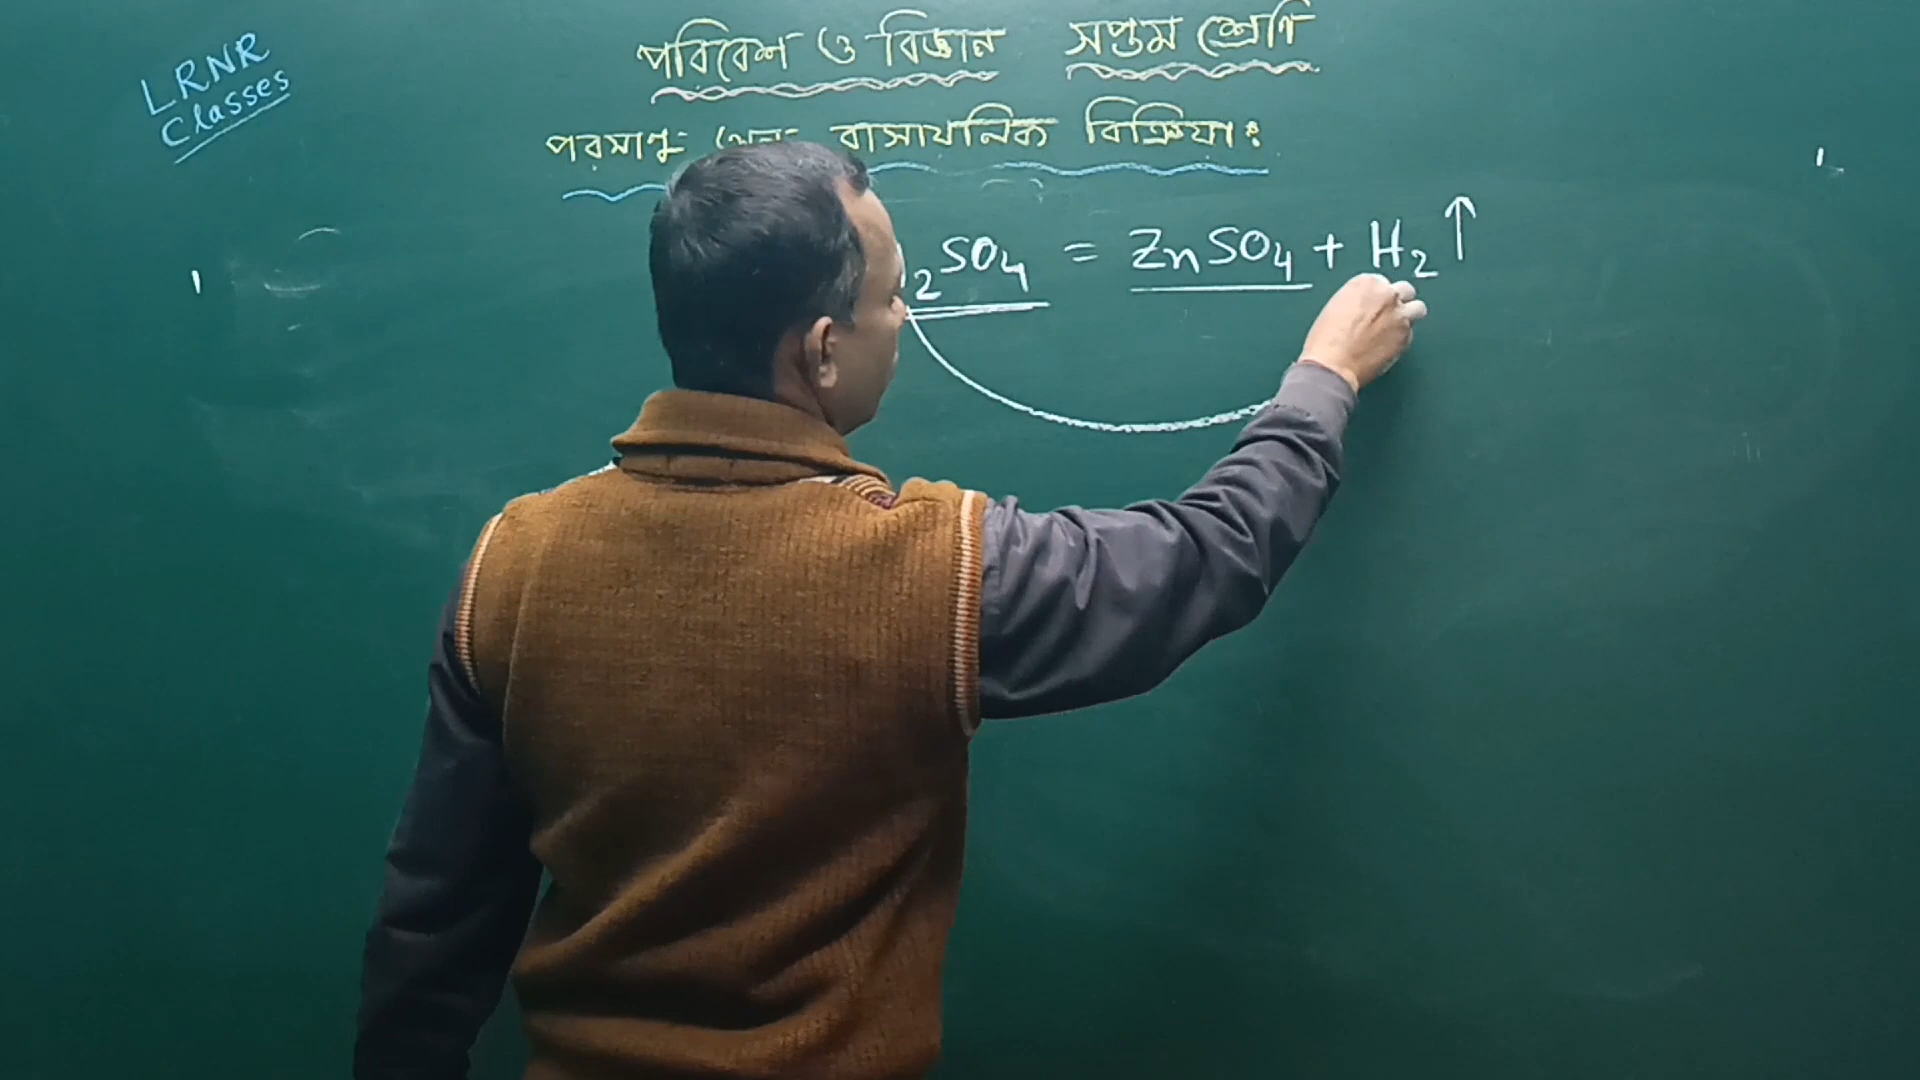 LRNR
Classes
পরিবেশ ও বিজ্ঞান সপ্তম শ্রেণি
পরমাণু রাসায়নিক বিক্রিয়া:
₂SO₄ = ZnSO₄ + H₂ ↑